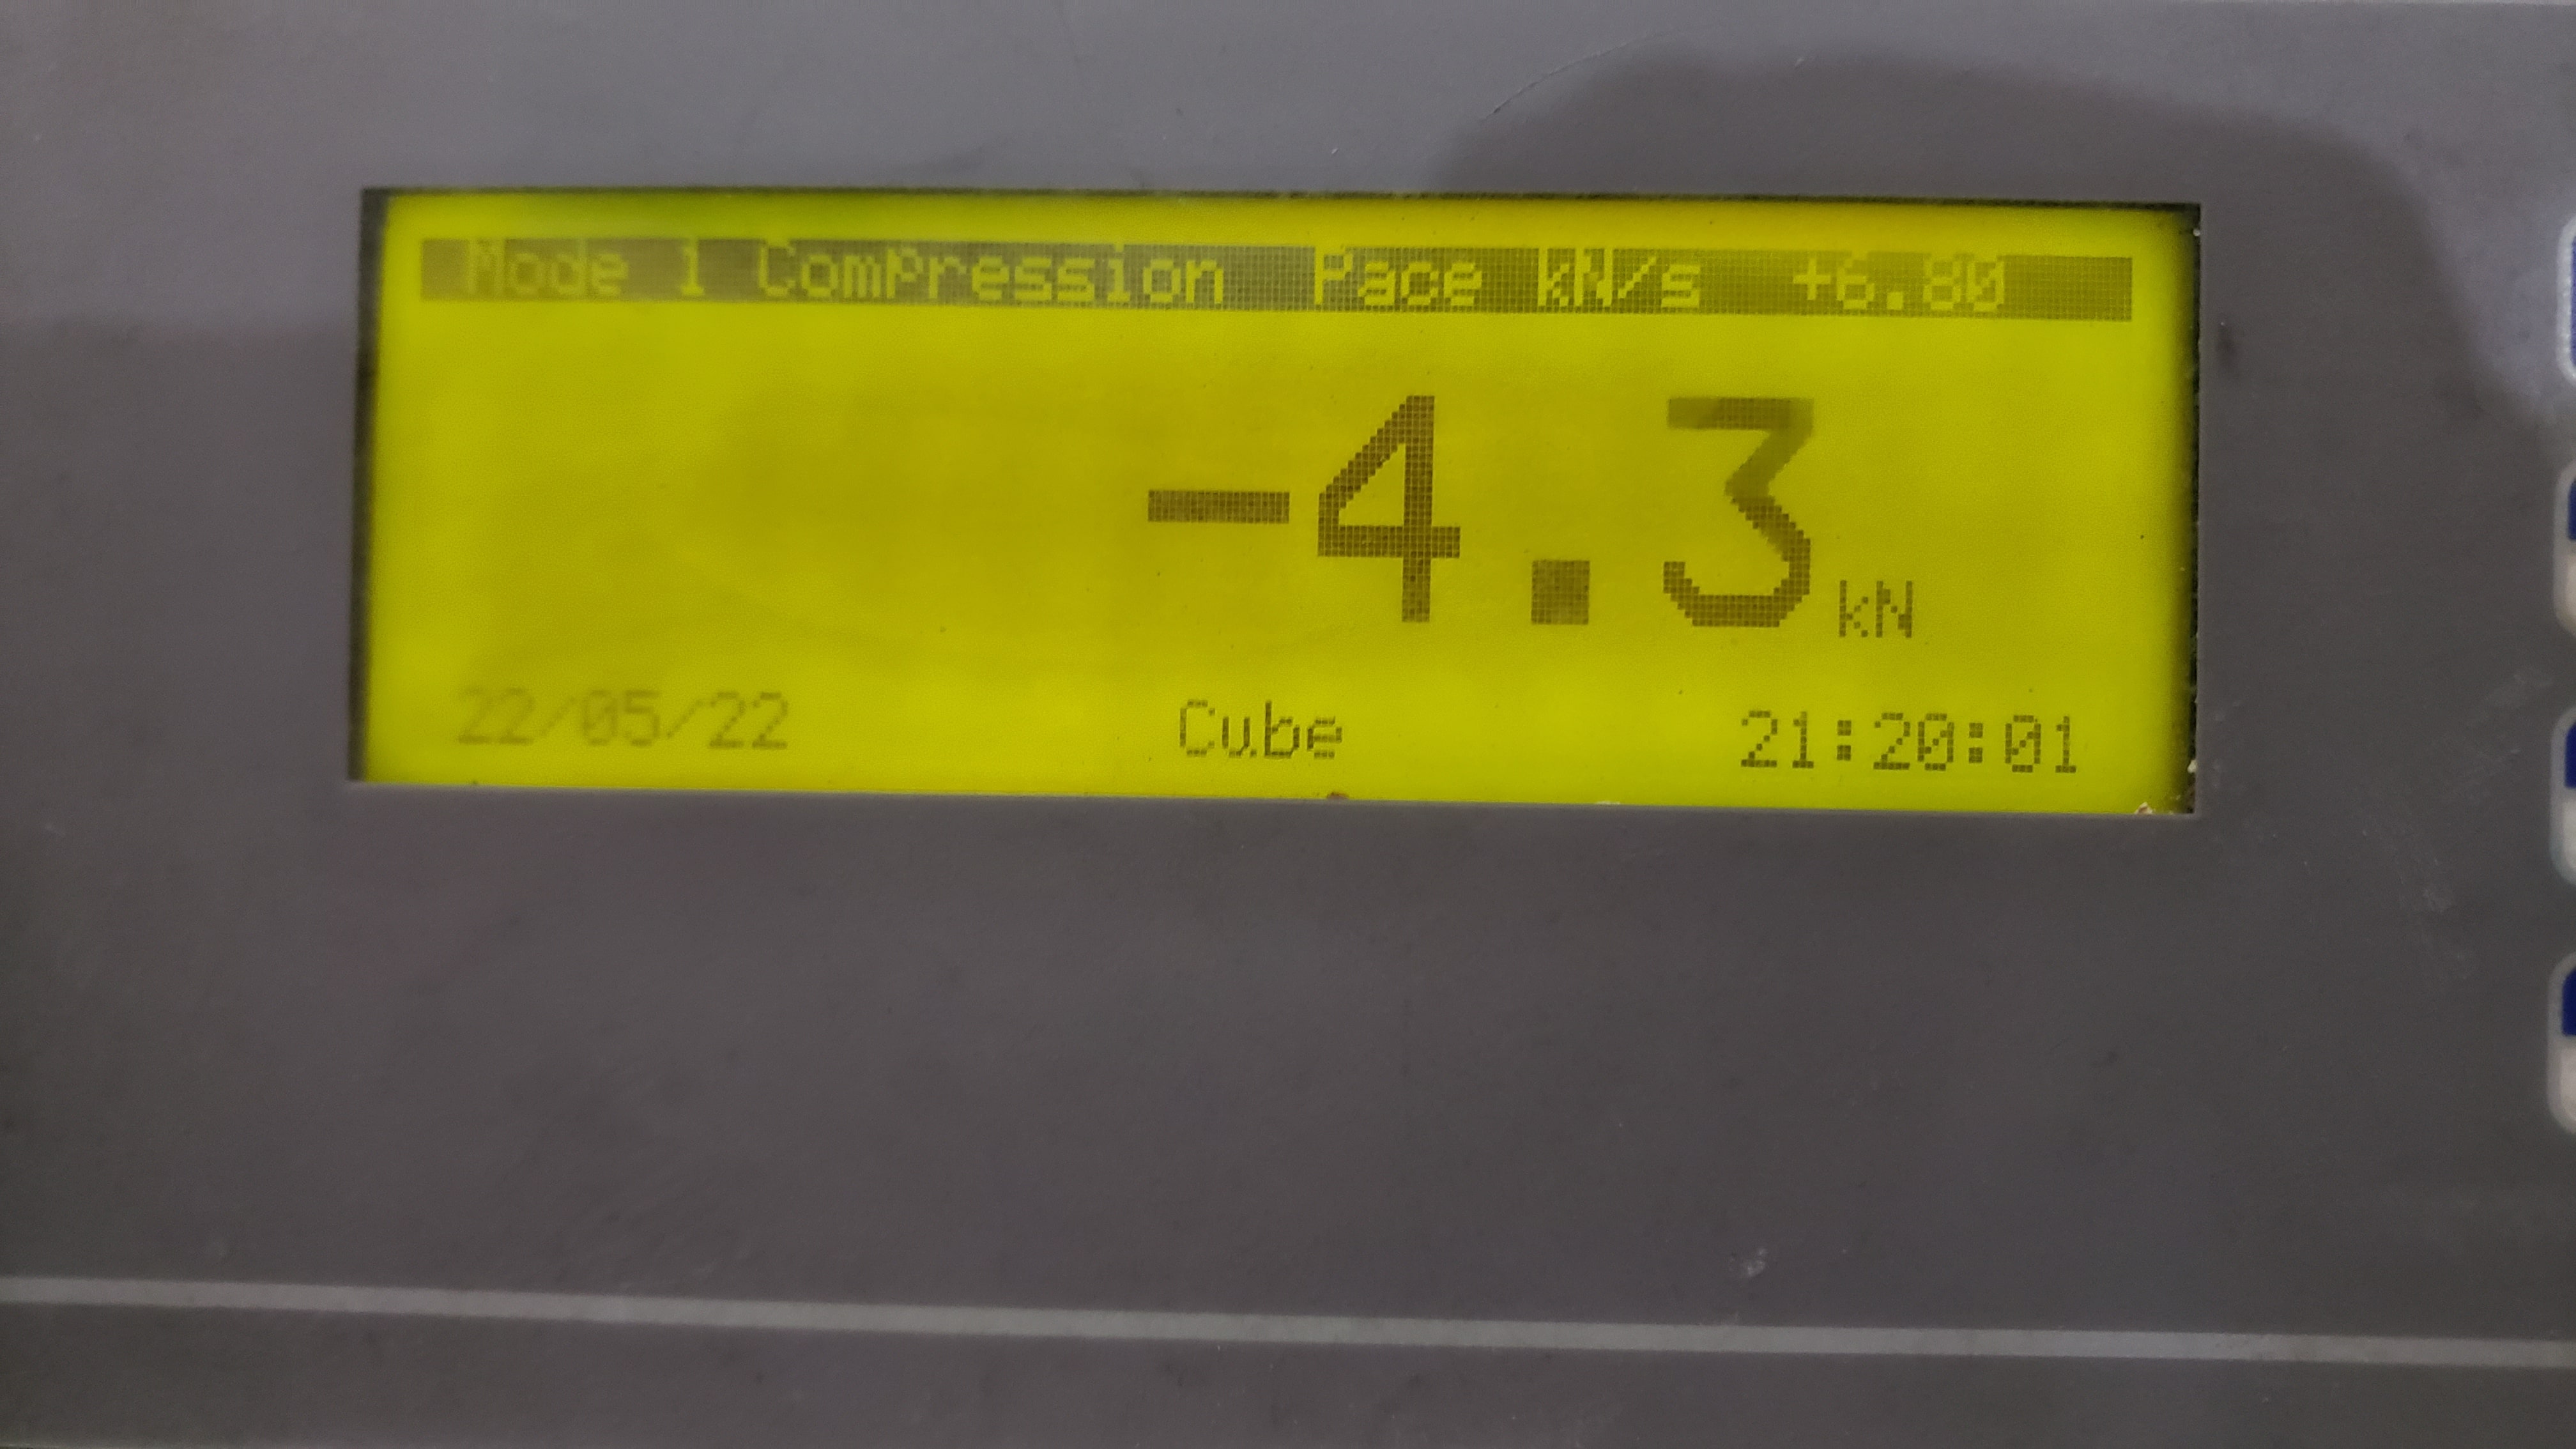 Mode 1 Compression Pace kN/s +6.80
-4.3 kN
22/05/22 Cube 21:20:01